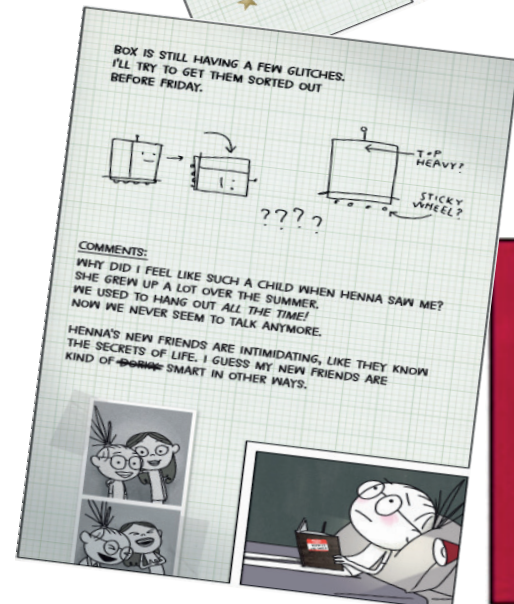 BOX IS STILL HAVING A FEW GLITCHES.
I'LL TRY TO GET THEM SORTED OUT
BEFORE FRIDAY.
TOP
HEAVY?
STICKY
WHEEL?
????
COMMENTS:
WHY DID I FEEL LIKE SUCH A CHILD WHEN HENNA SAW ME?
SHE GREW UP A LOT OVER THE SUMMER.
WE USED TO HANG OUT ALL THE TIME!
NOW WE NEVER SEEM TO TALK ANYMORE.
HENNA'S NEW FRIENDS ARE INTIMIDATING, LIKE THEY KNOW
THE SECRETS OF LIFE. I GUESS MY NEW FRIENDS ARE
KIND OF DORKY SMART IN OTHER WAYS.